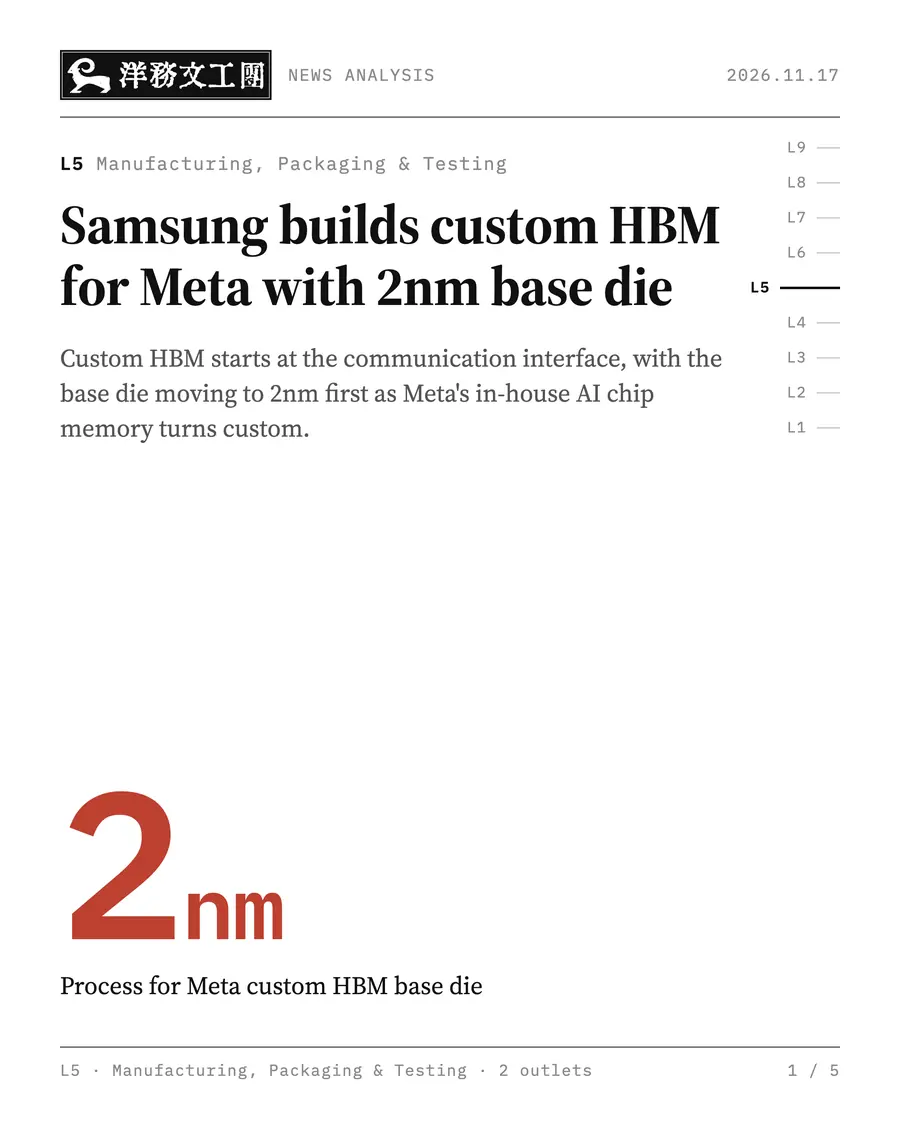 洋務文工團
NEWS ANALYSIS
2026.11.17
L5 Manufacturing, Packaging & Testing
Samsung builds custom HBM
for Meta with 2nm base die
Custom HBM starts at the communication interface, with the
base die moving to 2nm first as Meta's in-house AI chip
memory turns custom.
L9
L8
L7
L6
L5
L4
L3
L2
L1
2nm
Process for Meta custom HBM base die
L5 · Manufacturing, Packaging & Testing · 2 outlets
1 / 5